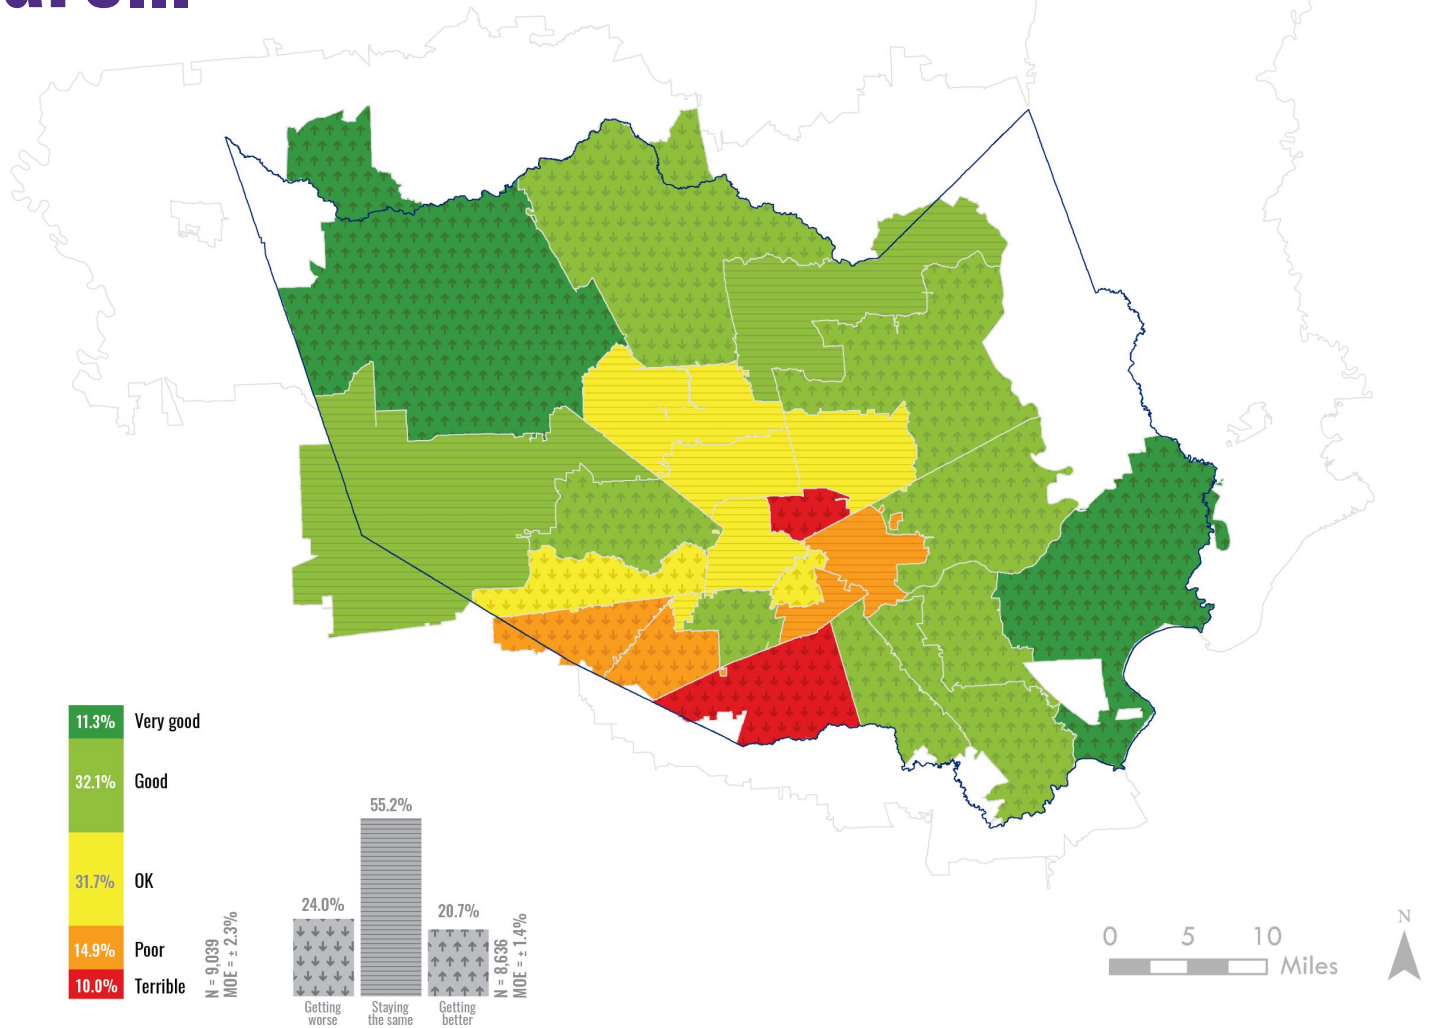 11.3% Very good
32.1% Good
31.7% OK
14.9% Poor
10.0% Terrible
N = 9,039
MOE = ± 2.3%
24.0%
55.2%
20.7%
Getting
worse
Staying
the same
Getting
better
N = 8,636
MOE = ± 1.4%
0 5 10
Miles
N